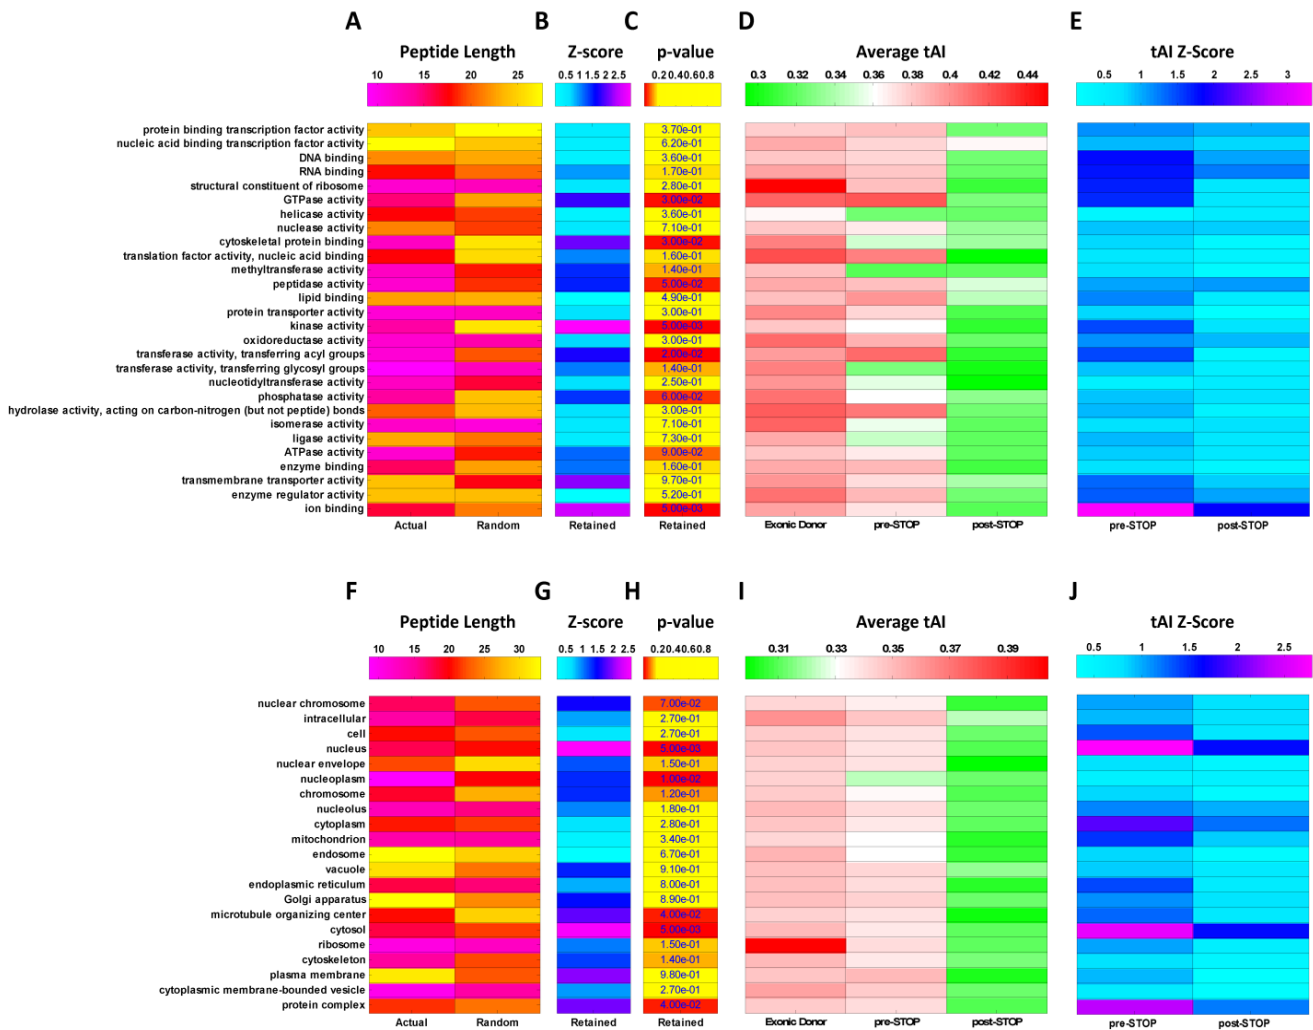 A B C D E
Peptide Length Z-score p-value Average tAI tAI Z-Score
10 15 20 25 0.5 1 1.5 2 2.5 0.2 0.4 0.6 0.8 0.3 0.32 0.34 0.36 0.38 0.4 0.42 0.44 0.5 1 1.5 2 2.5 3
protein binding transcription factor activity 3.70e-01
nucleic acid binding transcription factor activity 6.20e-01
DNA binding 3.60e-01
RNA binding 1.70e-01
structural constituent of ribosome 2.80e-01
GTPase activity 3.00e-02
helicase activity 3.60e-01
nuclease activity 7.10e-01
cytoskeletal protein binding 3.00e-02
translation factor activity, nucleic acid binding 1.60e-01
methyltransferase activity 1.40e-01
peptidase activity 5.00e-02
lipid binding 4.90e-01
protein transporter activity 3.00e-01
kinase activity 5.00e-03
oxidoreductase activity 3.00e-01
transferase activity, transferring acyl groups 2.00e-02
transferase activity, transferring glycosyl groups 1.40e-01
nucleotidyltransferase activity 2.50e-01
phosphatase activity 6.00e-02
hydrolase activity, acting on carbon-nitrogen (but not peptide) bonds 3.00e-01
isomerase activity 7.10e-01
ligase activity 7.30e-01
ATPase activity 9.00e-02
enzyme binding 1.60e-01
transmembrane transporter activity 9.70e-01
enzyme regulator activity 5.20e-01
ion binding 5.00e-03
Actual Random Retained Retained Exonic Donor pre-STOP post-STOP pre-STOP post-STOP
F G H I J
Peptide Length Z-score p-value Average tAI tAI Z-Score
10 15 20 25 30 0.5 1 1.5 2 2.5 0.2 0.4 0.6 0.8 0.31 0.33 0.35 0.37 0.39 0.5 1 1.5 2 2.5
nuclear chromosome 7.00e-02
intracellular 2.70e-01
cell 2.70e-01
nucleus 5.00e-03
nuclear envelope 1.50e-01
nucleoplasm 1.00e-02
chromosome 1.20e-01
nucleolus 1.80e-01
cytoplasm 2.80e-01
mitochondrion 3.40e-01
endosome 6.70e-01
vacuole 9.10e-01
endoplasmic reticulum 8.00e-01
Golgi apparatus 8.90e-01
microtubule organizing center 4.00e-02
cytosol 5.00e-03
ribosome 1.50e-01
cytoskeleton 1.40e-01
plasma membrane 9.80e-01
cytoplasmic membrane-bounded vesicle 2.70e-01
protein complex 4.00e-02
Actual Random Retained Retained Exonic Donor pre-STOP post-STOP pre-STOP post-STOP